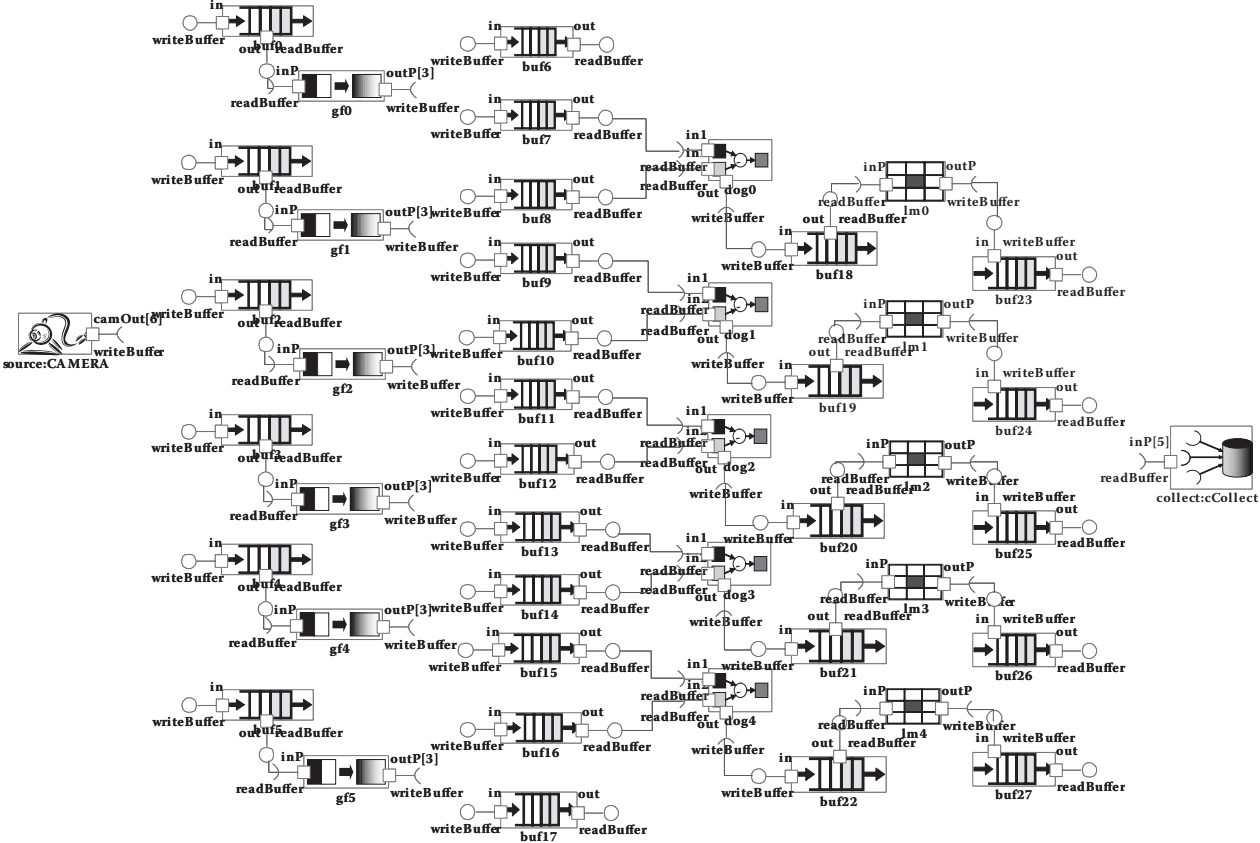 in
writeBuffer
buf0
out
readBuffer
inP
outP[3]
readBuffer
gf0
writeBuffer
in
writeBuffer
buf1
out
readBuffer
inP
outP[3]
readBuffer
gf1
writeBuffer
in
writeBuffer
buf2
out
readBuffer
inP
outP[3]
readBuffer
gf2
writeBuffer
camOut[6]
writeBuffer
source:CAMERA
in
writeBuffer
buf3
out
readBuffer
inP
outP[3]
readBuffer
gf3
writeBuffer
in
writeBuffer
buf4
out
readBuffer
inP
outP[3]
readBuffer
gf4
writeBuffer
in
writeBuffer
buf5
out
readBuffer
inP
outP[3]
readBuffer
gf5
writeBuffer
in
out
writeBuffer
buf6
readBuffer
in
out
writeBuffer
buf7
readBuffer
in
out
writeBuffer
buf8
readBuffer
in
out
writeBuffer
buf9
readBuffer
in
out
writeBuffer
buf10
readBuffer
in
out
writeBuffer
buf11
readBuffer
in
out
writeBuffer
buf12
readBuffer
in
out
writeBuffer
buf13
readBuffer
in
out
writeBuffer
buf14
readBuffer
in
out
writeBuffer
buf15
readBuffer
in
out
writeBuffer
buf16
readBuffer
in
out
writeBuffer
buf17
readBuffer
in1
readBuffer
readBuffer
out
dog0
writeBuffer
in1
readBuffer
readBuffer
out
dog1
writeBuffer
in1
readBuffer
readBuffer
out
dog2
writeBuffer
in1
readBuffer
readBuffer
out
dog3
writeBuffer
in1
readBuffer
readBuffer
out
dog4
writeBuffer
inP
outP
readBuffer
lm0
writeBuffer
out
readBuffer
in
writeBuffer
buf18
in
writeBuffer
out
buf23
readBuffer
inP
outP
readBuffer
lm1
writeBuffer
out
readBuffer
in
writeBuffer
buf19
in
writeBuffer
out
buf24
readBuffer
inP
outP
readBuffer
lm2
writeBuffer
out
readBuffer
in
writeBuffer
buf20
in
writeBuffer
out
buf25
readBuffer
inP
outP
readBuffer
lm3
writeBuffer
out
readBuffer
in
writeBuffer
buf21
in
writeBuffer
out
buf26
readBuffer
inP
outP
readBuffer
lm4
writeBuffer
out
readBuffer
in
writeBuffer
buf22
in
writeBuffer
out
buf27
readBuffer
inP[5]
readBuffer
collect:cCollect